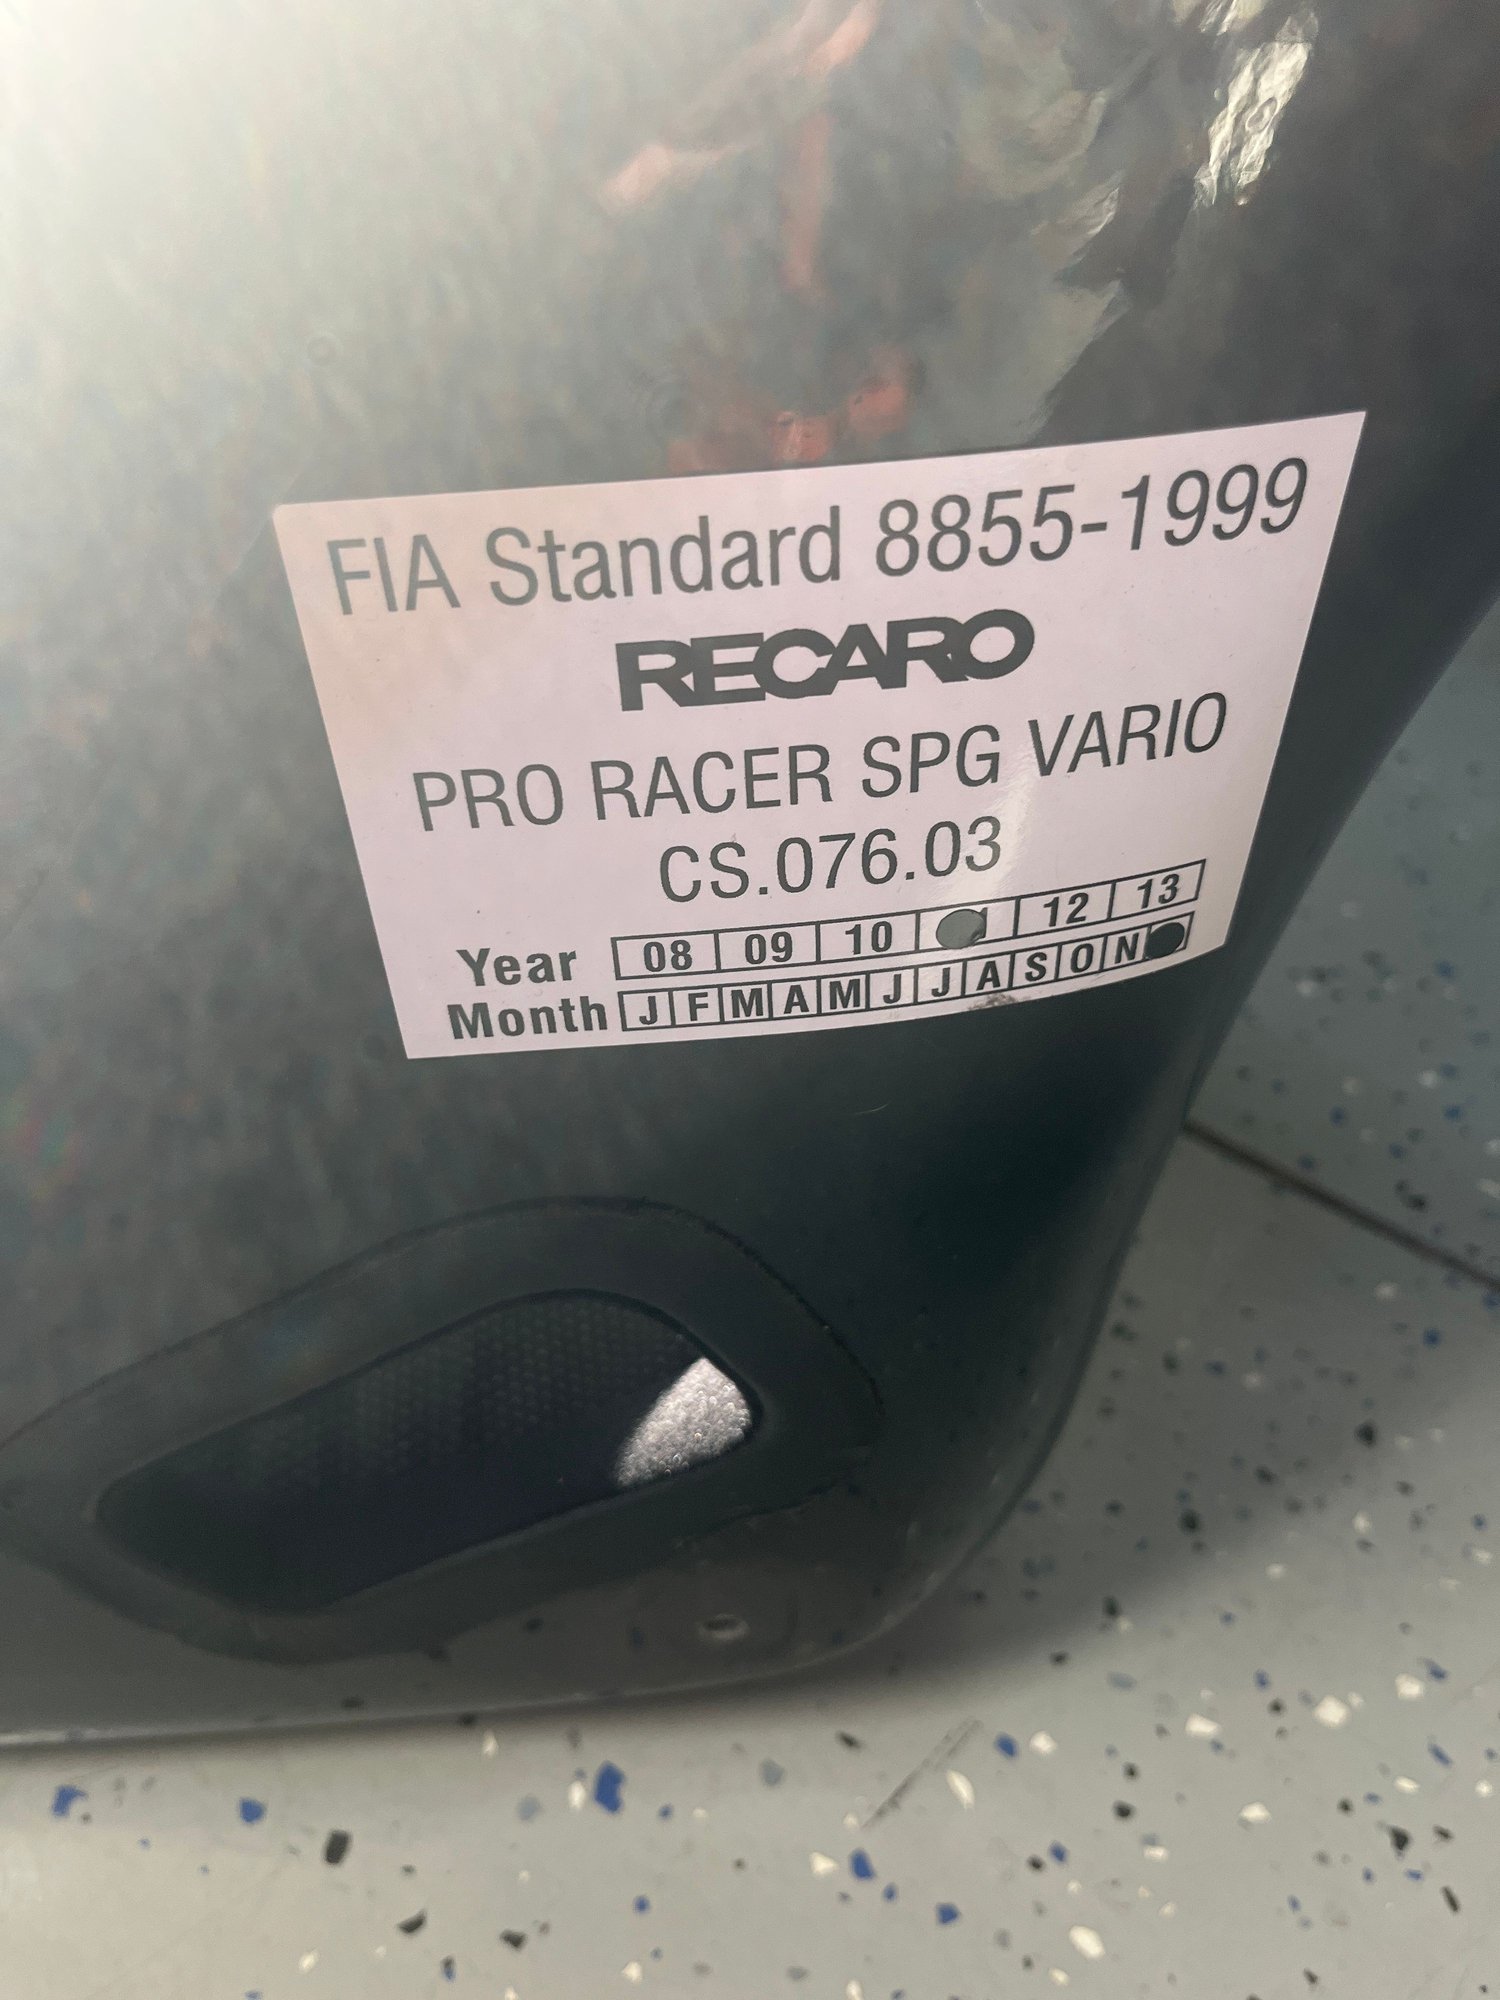 FIA Standard 8855-1999
RECARO
PRO RACER SPG VARIO
CS.076.03
Year 08 09 10 12 13
Month J F M A M J J A S O N